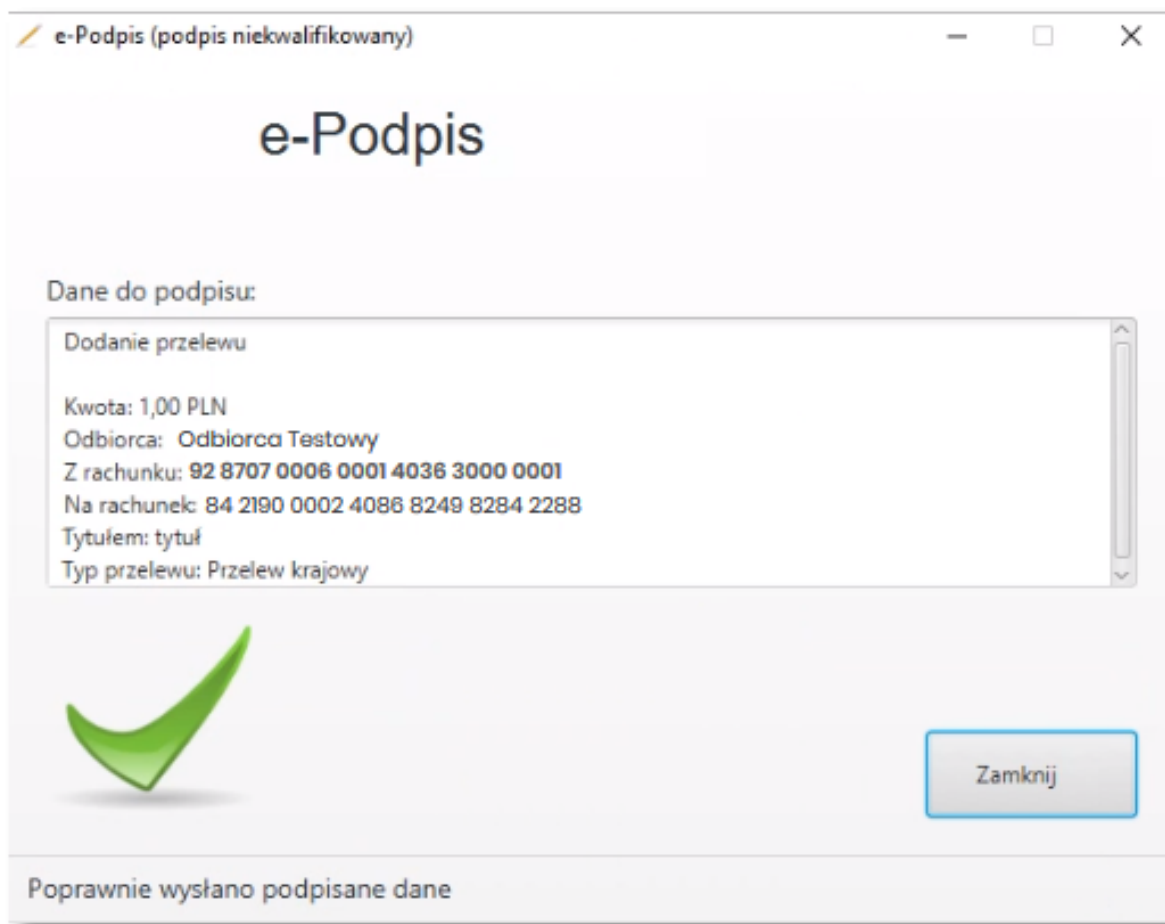 e-Podpis (podpis niekwalifikowany)
e-Podpis
Dane do podpisu:
Dodanie przelewu
Kwota: 1,00 PLN
Odbiorca: Odbiorca Testowy
Z rachunku: 92 8707 0006 0001 4036 3000 0001
Na rachunek: 84 2190 0002 4086 8249 8284 2288
Tytułem: tytuł
Typ przelewu: Przelew krajowy
Zamknij
Poprawnie wysłano podpisane dane